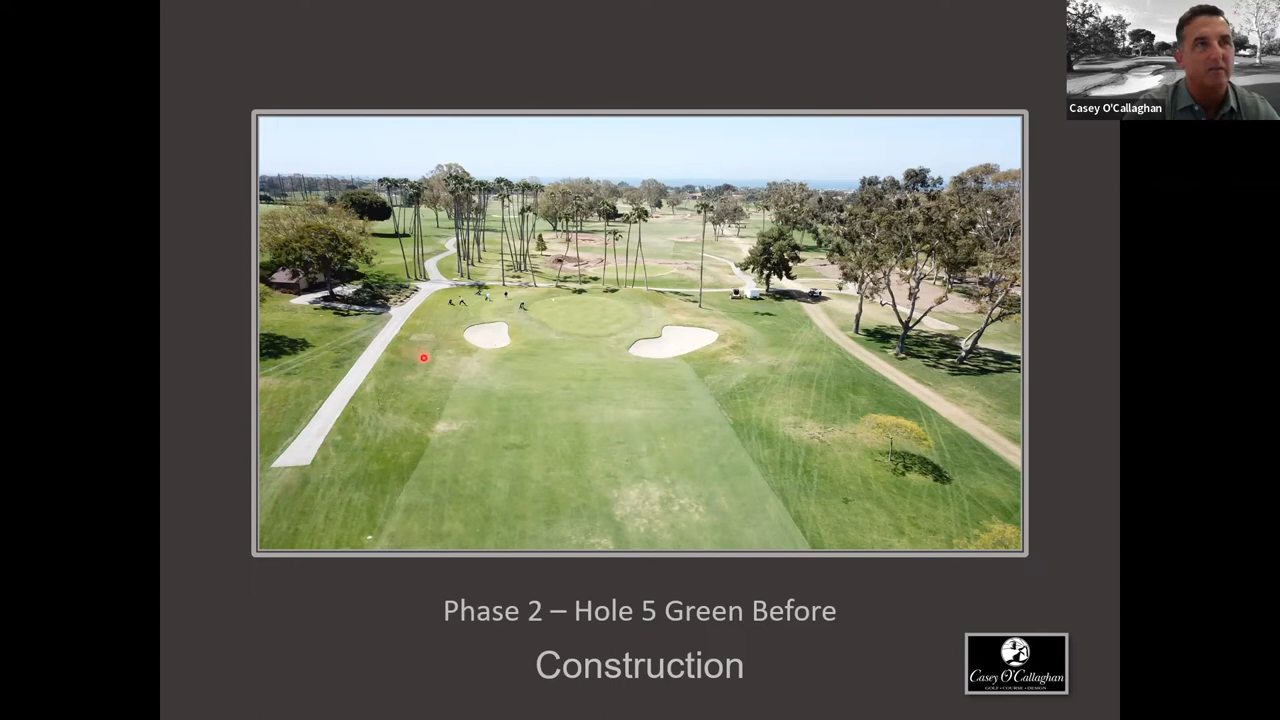 Casey O'Callaghan
Phase 2 – Hole 5 Green Before
Construction
Casey O'Callaghan
GOLF • COURSE • DESIGN